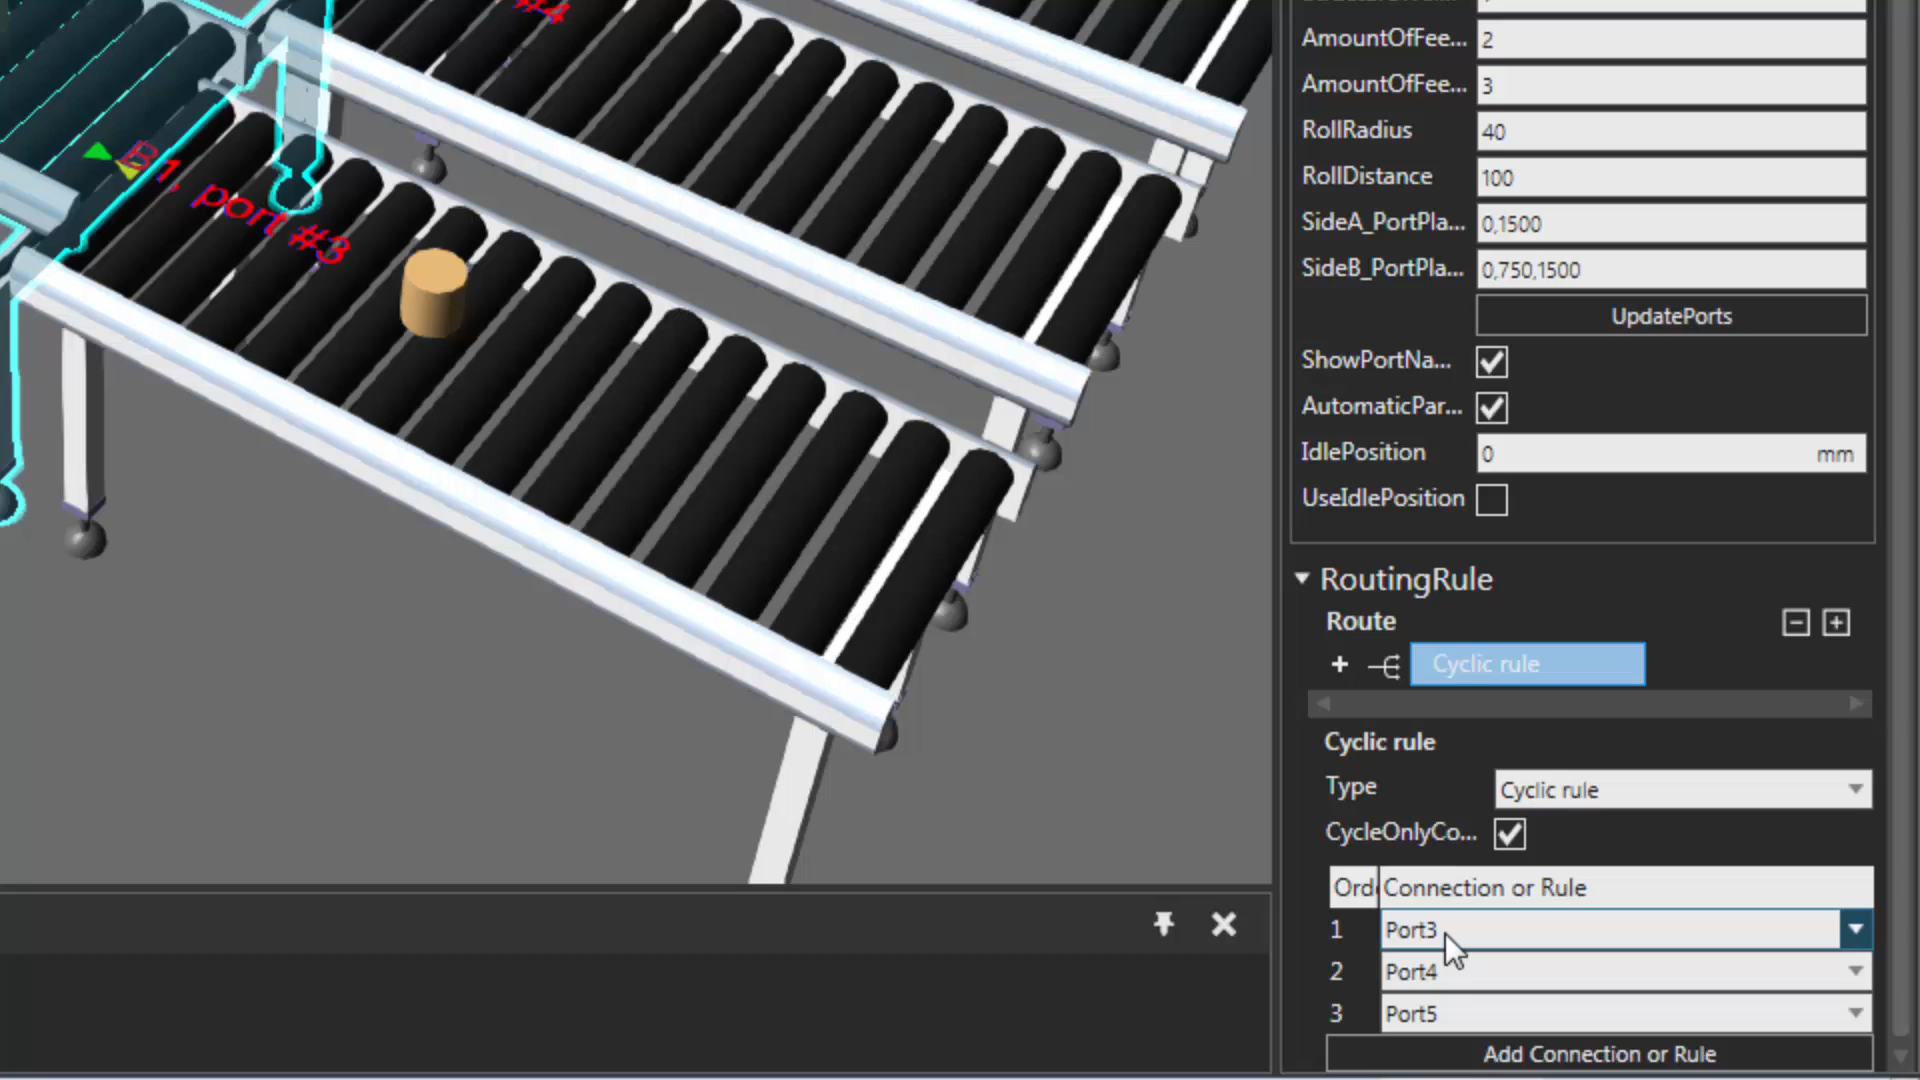 #4
B 1, port #3
AmountOfFee... 2
AmountOfFee... 3
RollRadius 40
RollDistance 100
SideA_PortPla... 0,1500
SideB_PortPla... 0,750,1500
UpdatePorts
ShowPortNa...
AutomaticPar...
IdlePosition 0 mm
UseIdlePosition
RoutingRule
Route
Cyclic rule
Cyclic rule
Type Cyclic rule
CycleOnlyCo...
Ord Connection or Rule
1 Port3
2 Port4
3 Port5
Add Connection or Rule